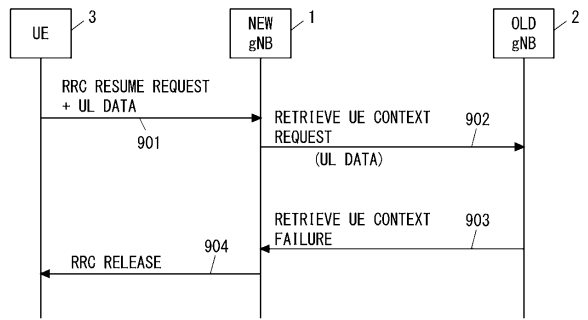 3
1
2
UE
NEW
gNB
OLD
gNB
RRC RESUME REQUEST
+ UL DATA
901
RETRIEVE UE CONTEXT
REQUEST
902
(UL DATA)
RETRIEVE UE CONTEXT
FAILURE
903
904
RRC RELEASE